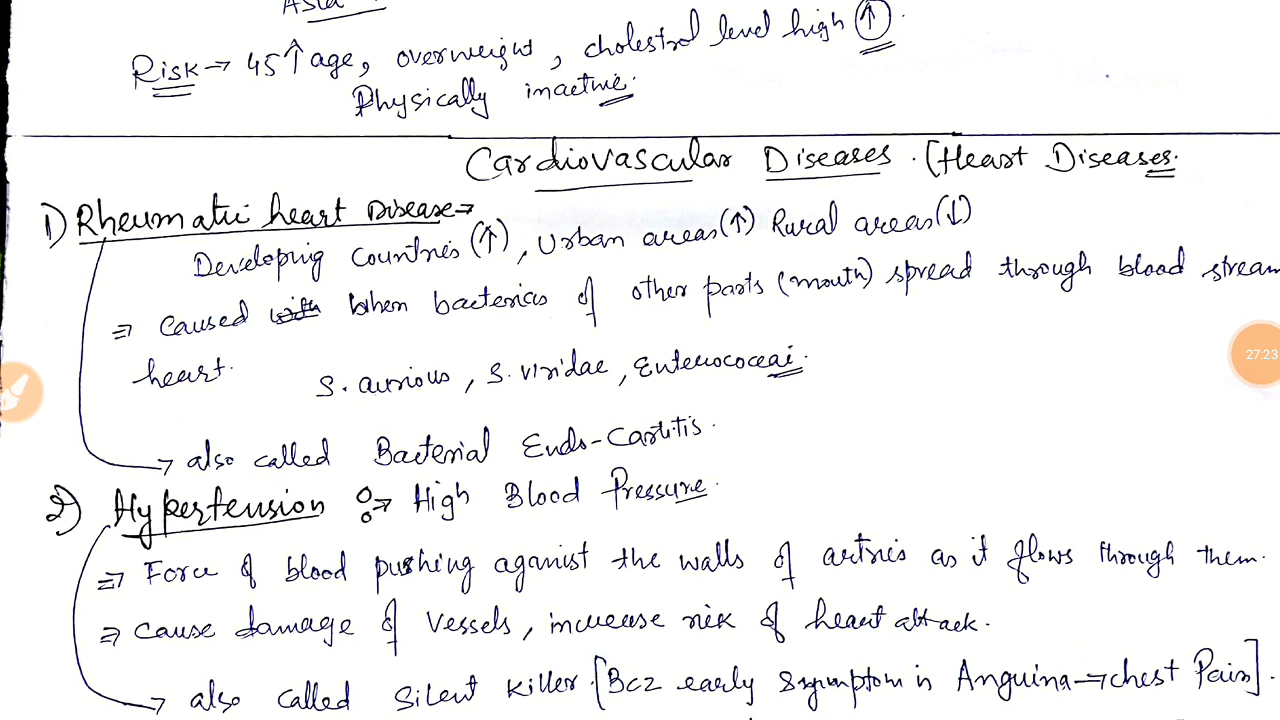 Asia
Risk → 45↑ age, overweight, cholestrol level high ↑.
Physically inactive.
Cardiovascular Diseases. (Heart Diseases.
1) Rheumatic heart Disease →
Developing Countries (↑), Urban areas (↑) Rural areas (↓)
⇒ Caused when bacterias of other parts (mouth) spread through blood stream
heart.
S. aurious, S. viridae, Enterococeai.
→ also called Bacterial Endo-Cartitis.
2) Hypertension ⇒ High Blood Pressure.
⇒ Force of blood pushing against the walls of artries as it flows through them.
⇒ cause damage of vessels, increase risk of heart attack.
→ also called Silent Killer. [Bcz early Symptom is Anguina → chest Pain].
27:23